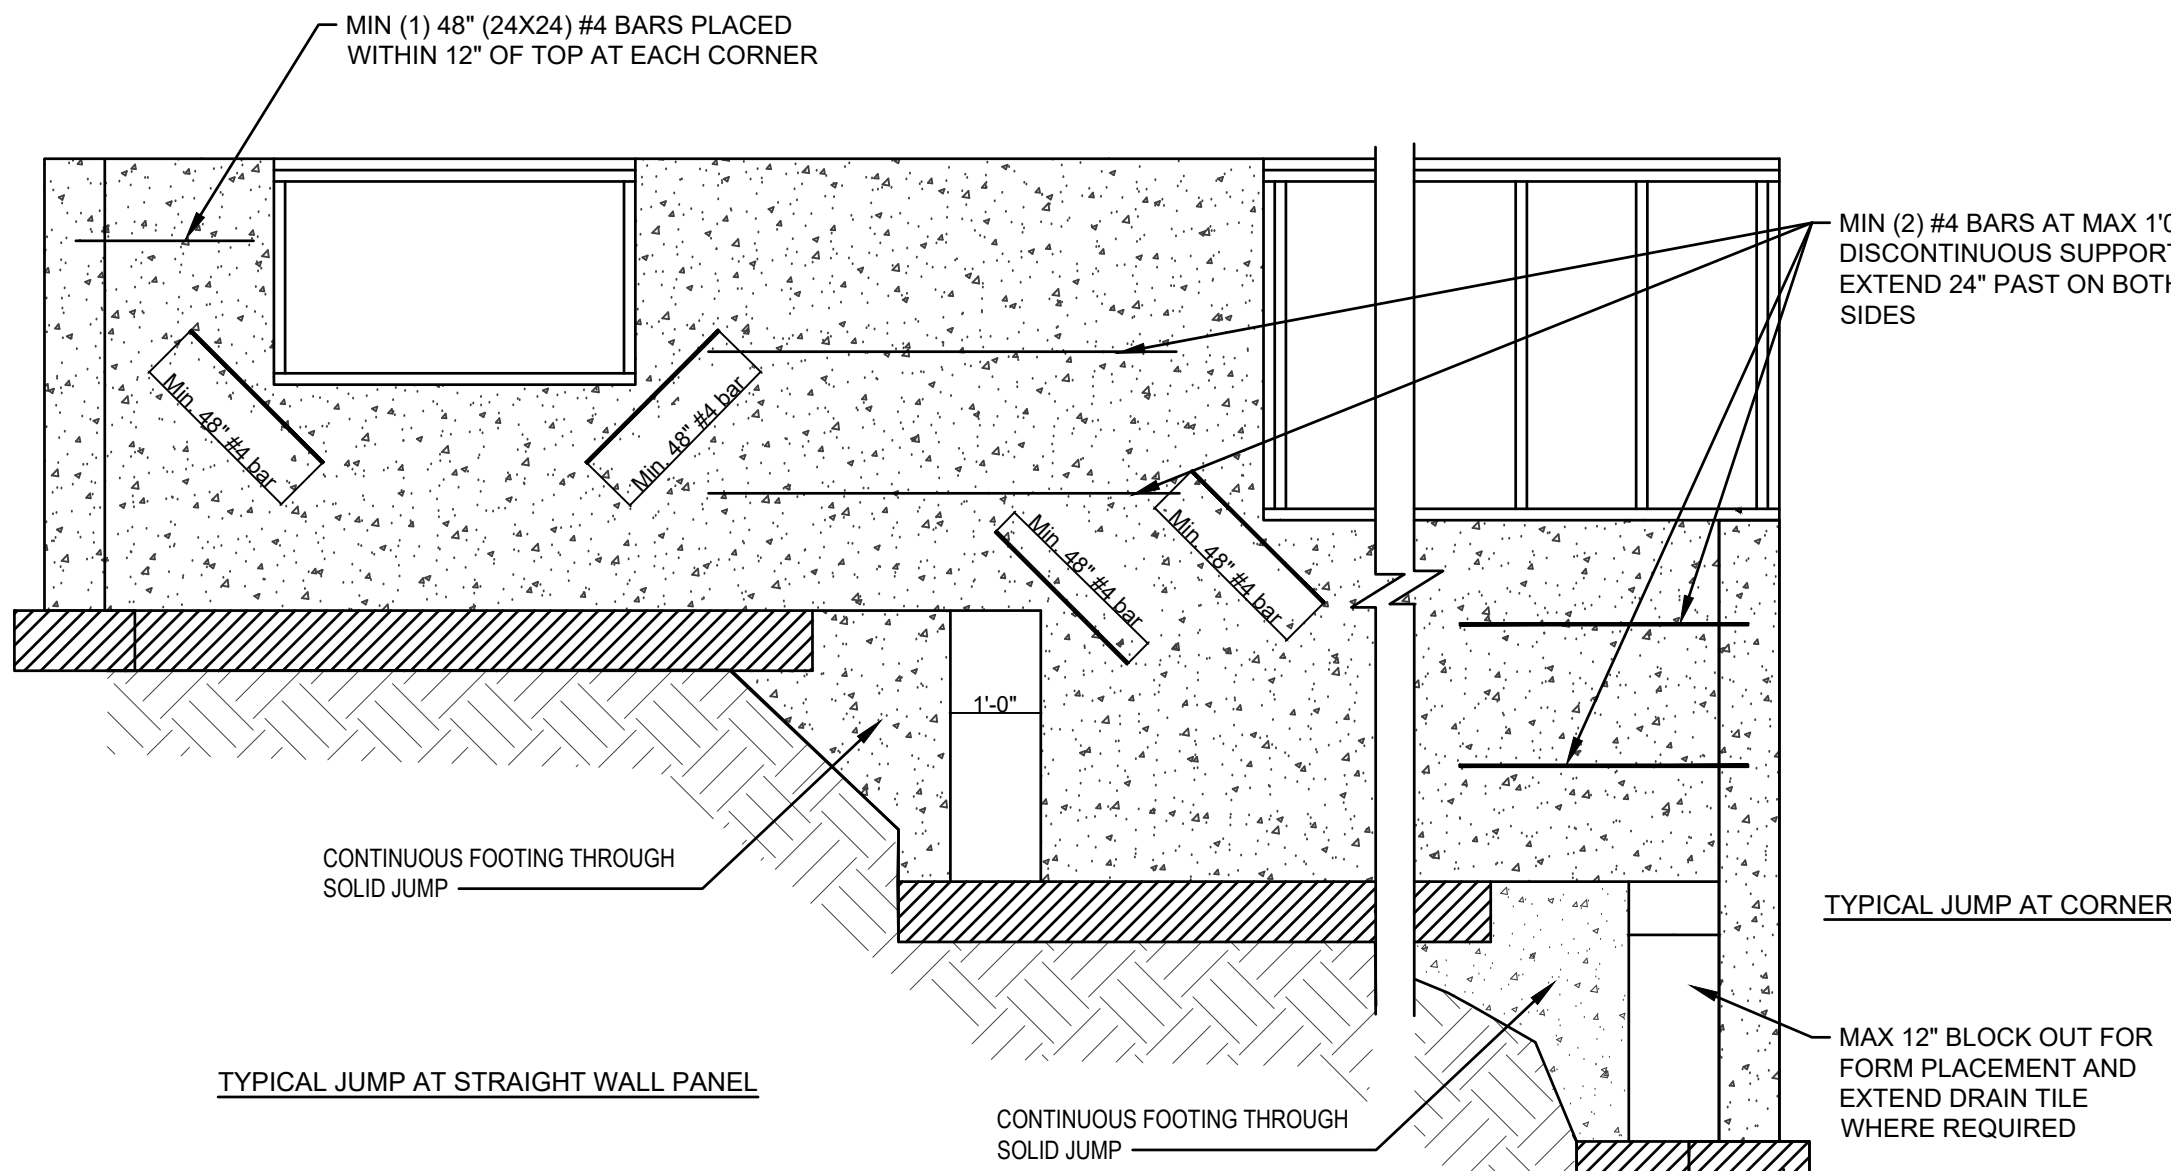 MIN (1) 48" (24X24) #4 BARS PLACED
WITHIN 12" OF TOP AT EACH CORNER
MIN (2) #4 BARS AT MAX 1'0
DISCONTINUOUS SUPPORT
EXTEND 24" PAST ON BOTH
SIDES
Min. 48" #4 bar
Min. 48" #4 bar
Min. 48" #4 bar
Min. 48" #4 bar
1'-0"
CONTINUOUS FOOTING THROUGH
SOLID JUMP
TYPICAL JUMP AT CORNER
TYPICAL JUMP AT STRAIGHT WALL PANEL
MAX 12" BLOCK OUT FOR
FORM PLACEMENT AND
EXTEND DRAIN TILE
WHERE REQUIRED
CONTINUOUS FOOTING THROUGH
SOLID JUMP